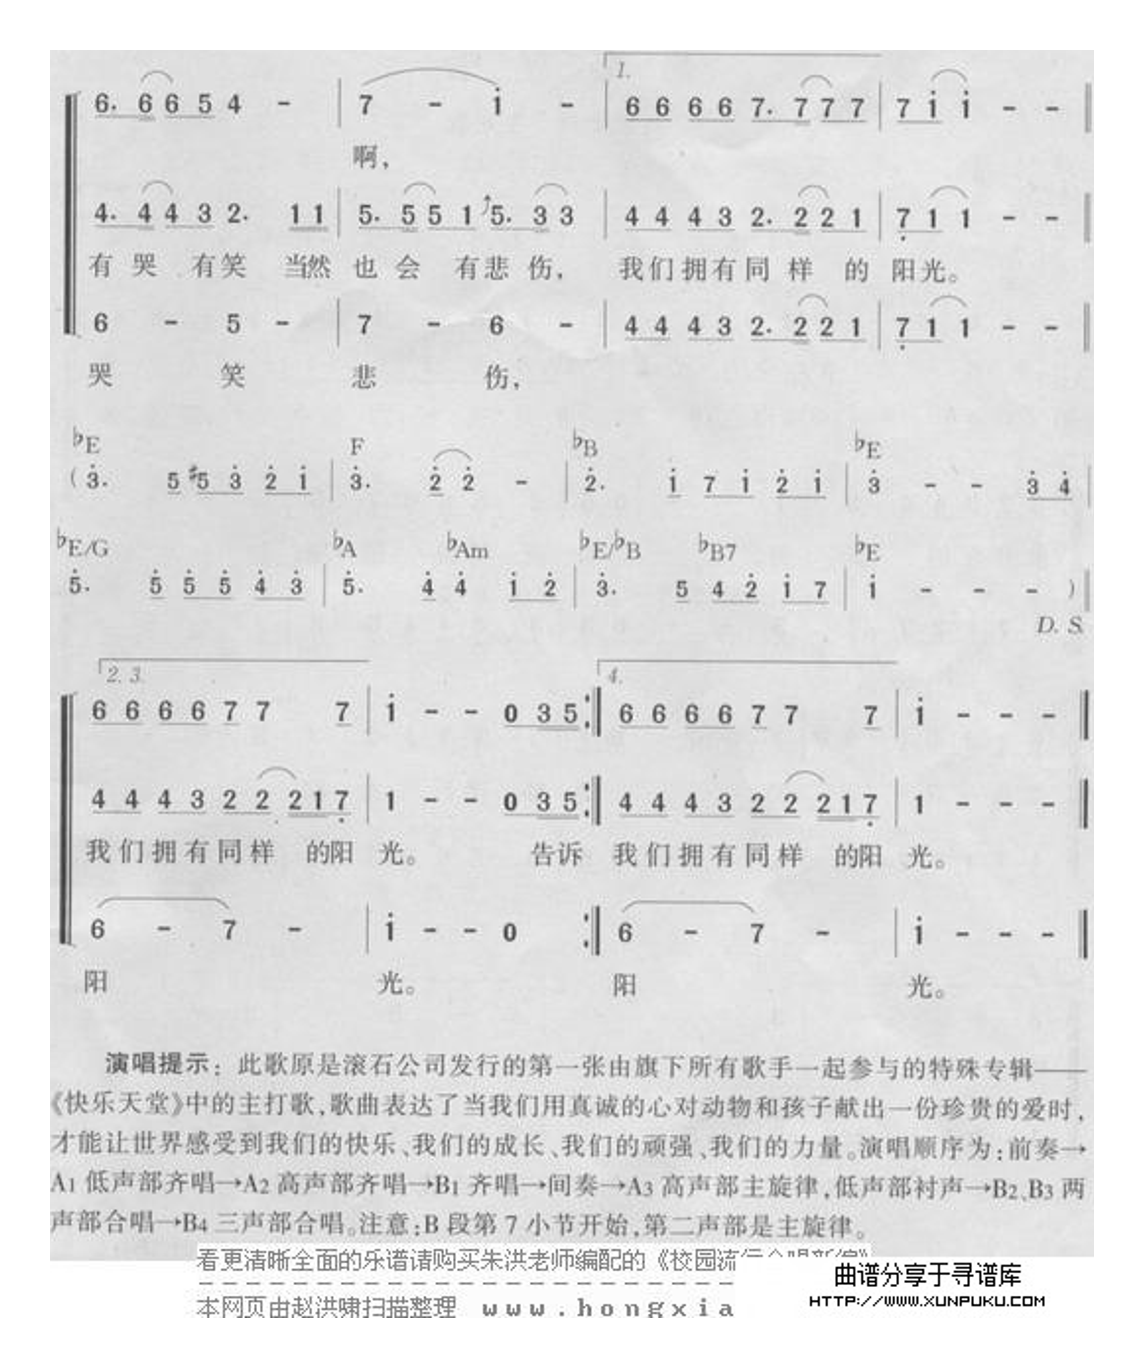 1.
6. 6 6 5 4 - | 7 - i - | 6 6 6 6 7. 7 7 7 | 7 i i - -
啊，
4. 4 4 3 2. 1 1 | 5. 5 5 1 5. 3 3 | 4 4 4 3 2. 2 2 1 | 7 1 1 - -
有 哭 有笑 当然 也 会 有悲 伤， 我们拥有同 样 的 阳光。
6 - 5 - | 7 - 6 - | 4 4 4 3 2. 2 2 1 | 7 1 1 - -
哭 笑 悲 伤，
♭E F ♭B ♭E
(3. 5 #5 3 2 i | 3. 2 2 - | 2. i 7 i 2 i | 3 - - 3 4 |
♭E/G ♭A ♭Am ♭E/♭B ♭B7 ♭E
5. 5 5 5 4 3 | 5. 4 4 i 2 | 3. 5 4 2 i 7 | i - - - )
D. S.
2. 3. 4.
6 6 6 6 7 7 7 | i - - 0 3 5 :‖ 6 6 6 6 7 7 7 | i - - -
4 4 4 3 2 2 2 1 7 | 1 - - 0 3 5 :‖ 4 4 4 3 2 2 2 1 7 | 1 - - -
我们拥有同样 的阳 光。 告诉 我们拥有同样 的阳 光。
6 - 7 - | i - - 0 :‖ 6 - 7 - | i - - -
阳 光。 阳 光。
演唱提示：此歌原是滚石公司发行的第一张由旗下所有歌手一起参与的特殊专辑——
《快乐天堂》中的主打歌，歌曲表达了当我们用真诚的心对动物和孩子献出一份珍贵的爱时，
才能让世界感受到我们的快乐、我们的成长、我们的顽强、我们的力量。演唱顺序为：前奏→
A1 低声部齐唱→A2 高声部齐唱→B1 齐唱→间奏→A3 高声部主旋律，低声部衬声→B2、B3 两
声部合唱→B4 三声部合唱。注意：B 段第 7 小节开始，第二声部是主旋律。
看更清晰全面的乐谱请购买朱洪老师编配的《校园流行合唱新编》
本网页由赵洪啸扫描整理 www.hongxia
曲谱分享于寻谱库
HTTP://WWW.XUNPUKU.COM